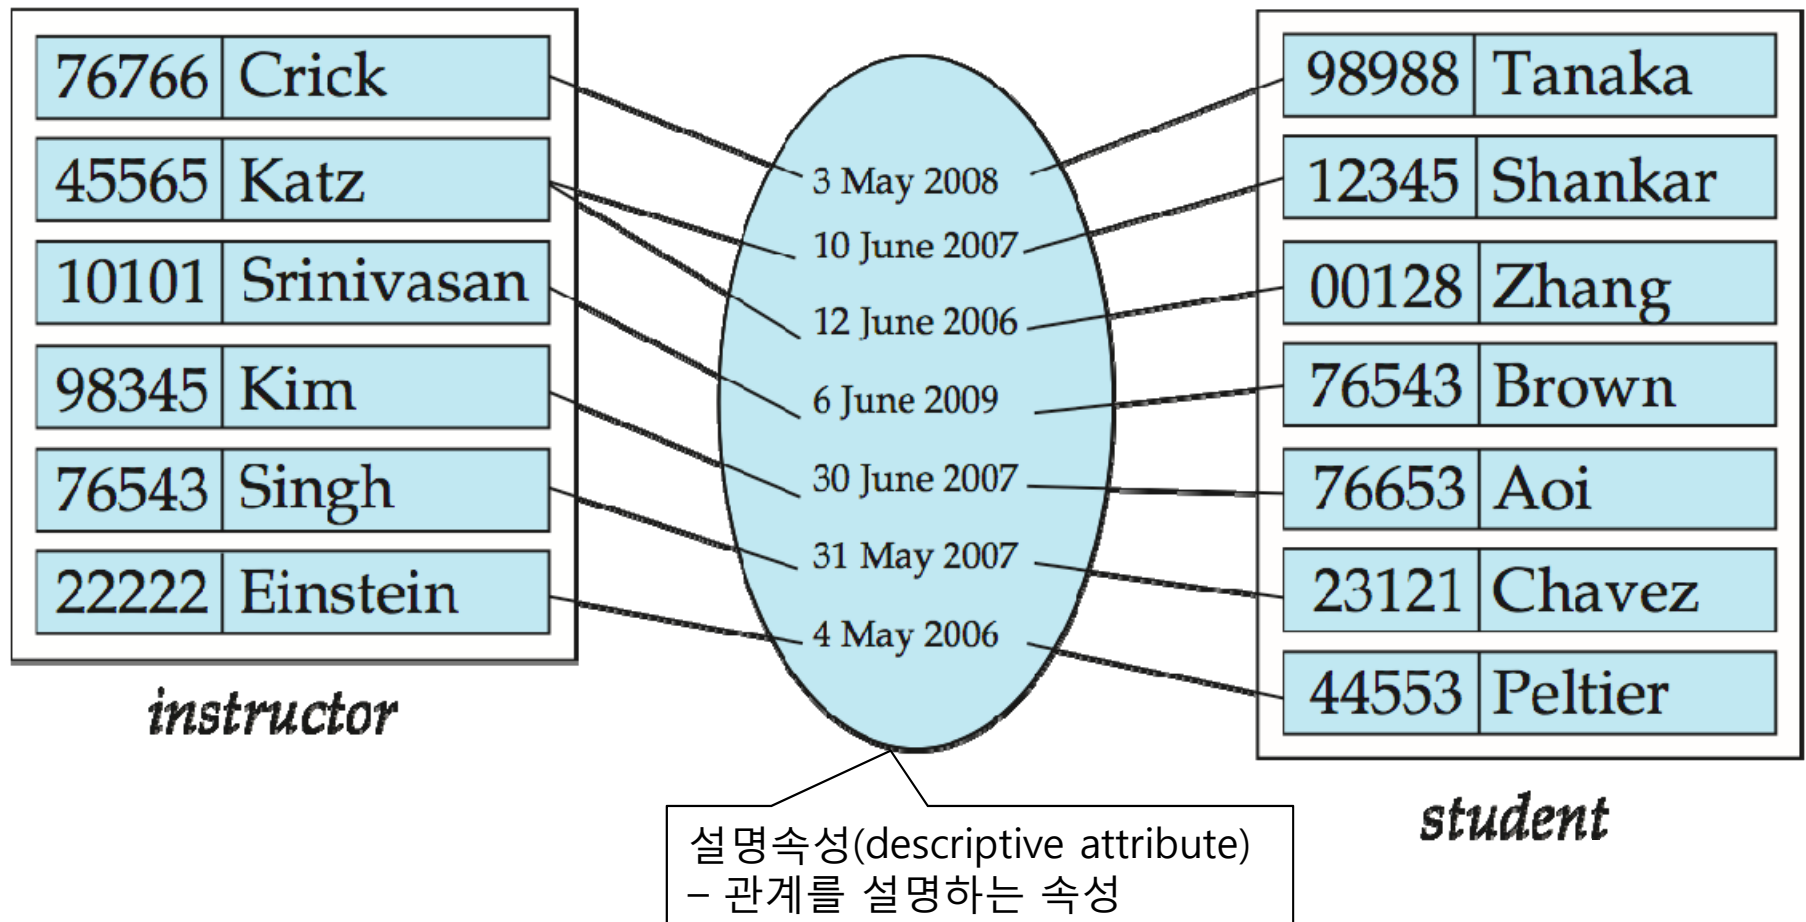 76766 Crick
45565 Katz
10101 Srinivasan
98345 Kim
76543 Singh
22222 Einstein
instructor
3 May 2008
10 June 2007
12 June 2006
6 June 2009
30 June 2007
31 May 2007
4 May 2006
98988 Tanaka
12345 Shankar
00128 Zhang
76543 Brown
76653 Aoi
23121 Chavez
44553 Peltier
student
설명속성(descriptive attribute)
– 관계를 설명하는 속성